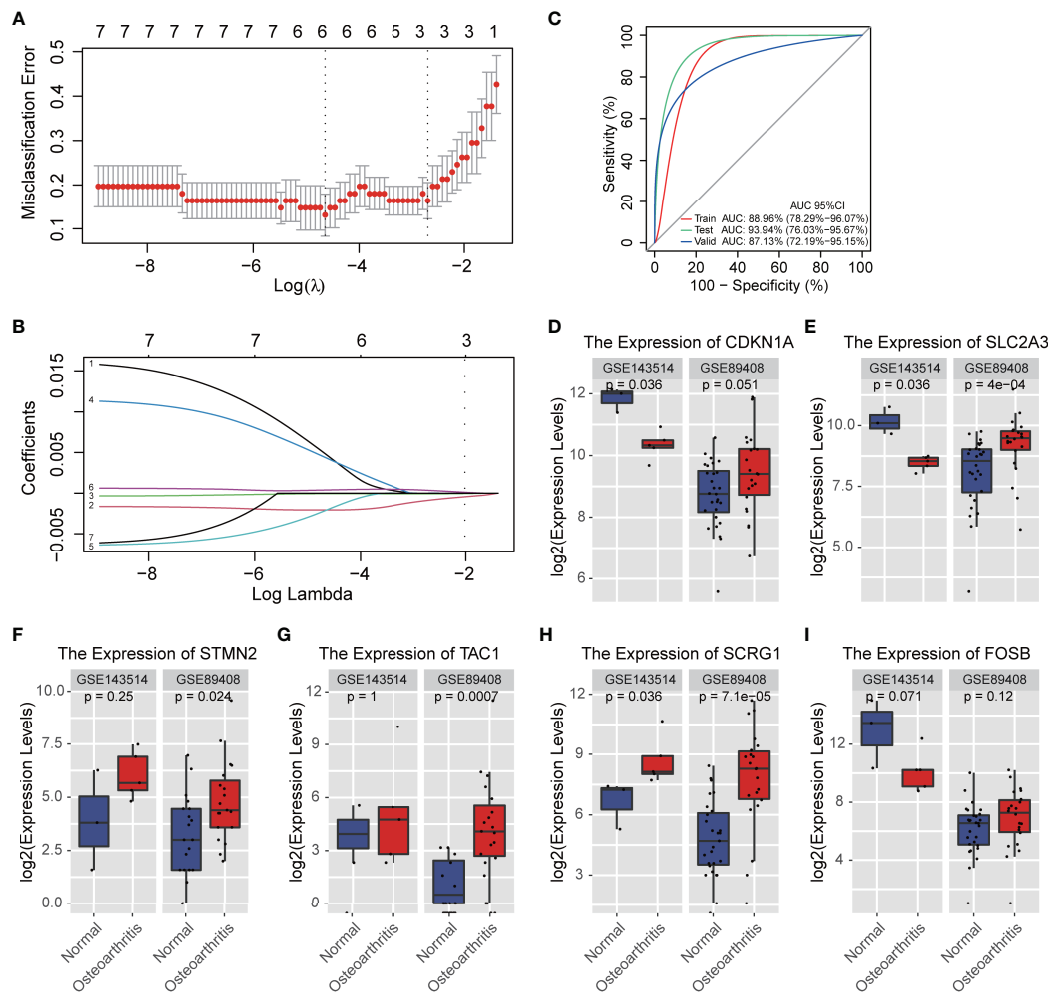 A
7 7 7 7 7 7 7 7 6 6 6 6 5 3 3 3 1
Misclassification Error
0.5
0.4
0.3
0.2
0.1
−8 −6 −4 −2
Log(λ)
B
7 7 6 3
Coefficients
0.015
0.005
−0.005
1
4
6
3
2
7
5
−8 −6 −4 −2
Log Lambda
C
Sensitivity (%)
100
80
60
40
20
0
AUC 95%CI
Train AUC: 88.96% (78.29%−96.07%)
Test AUC: 93.94% (76.03%−95.67%)
Valid AUC: 87.13% (72.19%−95.15%)
0 20 40 60 80 100
100 − Specificity (%)
D
The Expression of CDKN1A
GSE143514 GSE89408
p = 0.036 p = 0.051
log2(Expression Levels)
12
10
8
6
E
The Expression of SLC2A3
GSE143514 GSE89408
p = 0.036 p = 4e−04
log2(Expression Levels)
10.0
7.5
5.0
F
The Expression of STMN2
GSE143514 GSE89408
p = 0.25 p = 0.024
log2(Expression Levels)
10.0
7.5
5.0
2.5
0.0
Normal Osteoarthritis Normal Osteoarthritis
G
The Expression of TAC1
GSE143514 GSE89408
p = 1 p = 0.0007
log2(Expression Levels)
12
9
6
3
0
Normal Osteoarthritis Normal Osteoarthritis
H
The Expression of SCRG1
GSE143514 GSE89408
p = 0.036 p = 7.1e−05
log2(Expression Levels)
12
9
6
3
Normal Osteoarthritis Normal Osteoarthritis
I
The Expression of FOSB
GSE143514 GSE89408
p = 0.071 p = 0.12
log2(Expression Levels)
12
8
4
Normal Osteoarthritis Normal Osteoarthritis